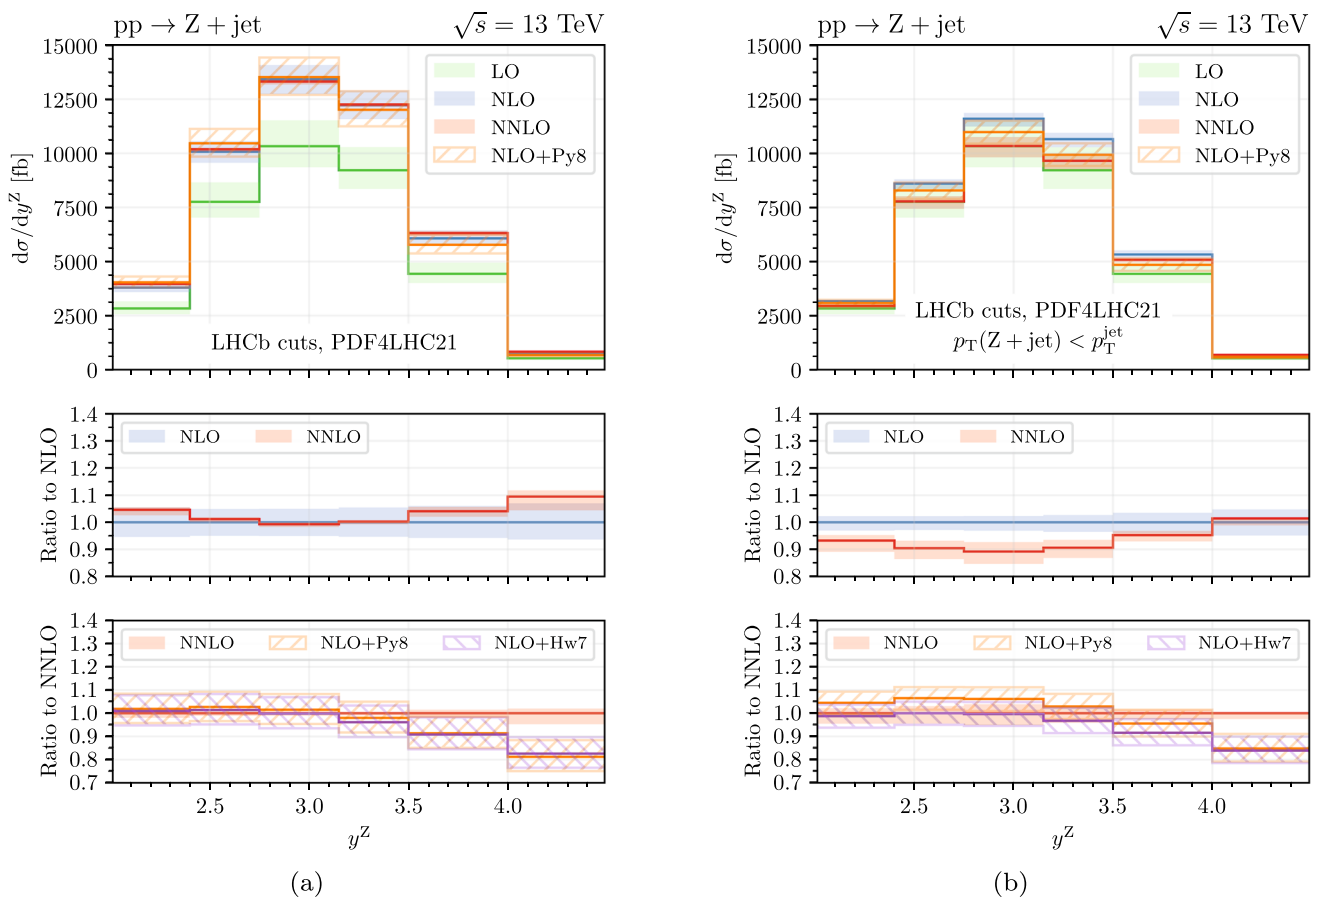 pp → Z + jet
√s = 13 TeV
15000
12500
10000
7500
5000
2500
0
dσ/dy^Z [fb]
LO
NLO
NNLO
NLO+Py8
LHCb cuts, PDF4LHC21
1.4
1.3
1.2
1.1
1.0
0.9
0.8
Ratio to NLO
NLO
NNLO
1.4
1.3
1.2
1.1
1.0
0.9
0.8
0.7
Ratio to NNLO
NNLO
NLO+Py8
NLO+Hw7
2.5
3.0
3.5
4.0
y^Z
(a)
pp → Z + jet
√s = 13 TeV
15000
12500
10000
7500
5000
2500
0
dσ/dy^Z [fb]
LO
NLO
NNLO
NLO+Py8
LHCb cuts, PDF4LHC21
p_T(Z + jet) < p_T^jet
1.4
1.3
1.2
1.1
1.0
0.9
0.8
Ratio to NLO
NLO
NNLO
1.4
1.3
1.2
1.1
1.0
0.9
0.8
0.7
Ratio to NNLO
NNLO
NLO+Py8
NLO+Hw7
2.5
3.0
3.5
4.0
y^Z
(b)